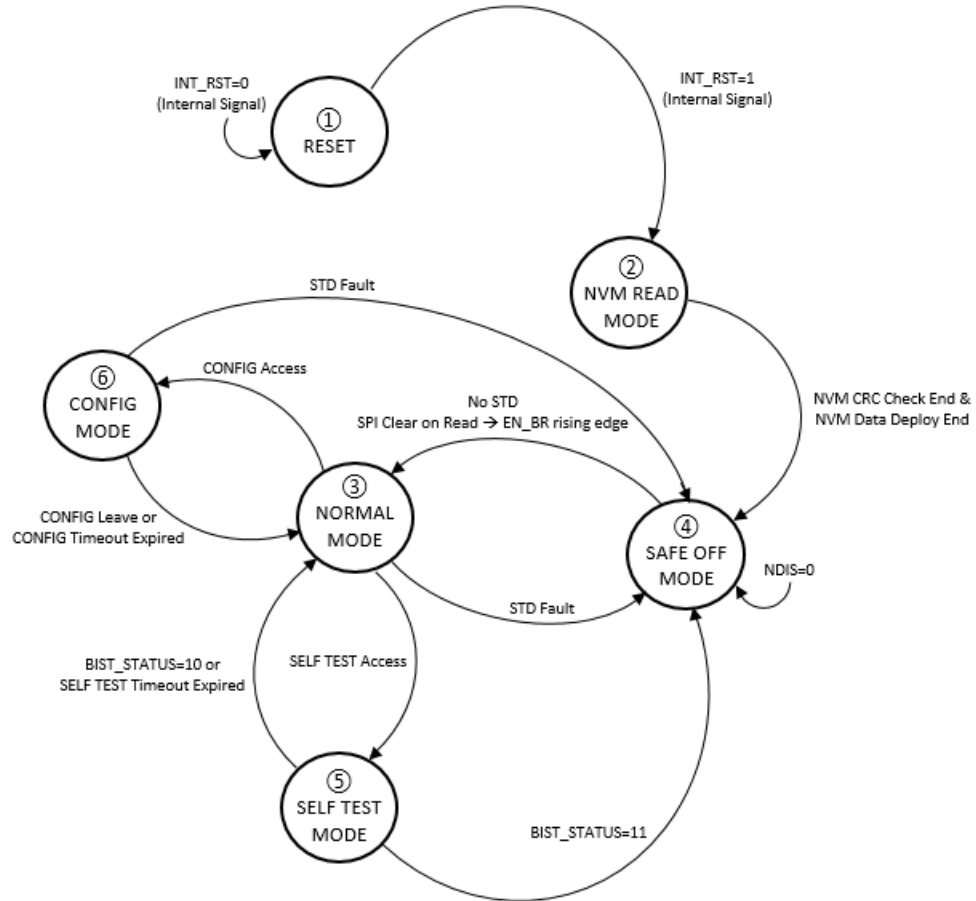 INT_RST=0
(Internal Signal)
INT_RST=1
(Internal Signal)
①
RESET
②
NVM READ
MODE
STD Fault
CONFIG Access
⑥
CONFIG
MODE
No STD
SPI Clear on Read → EN_BR rising edge
NVM CRC Check End &
NVM Data Deploy End
③
NORMAL
MODE
CONFIG Leave or
CONFIG Timeout Expired
④
SAFE OFF
MODE
NDIS=0
STD Fault
BIST_STATUS=10 or
SELF TEST Timeout Expired
SELF TEST Access
⑤
SELF TEST
MODE
BIST_STATUS=11